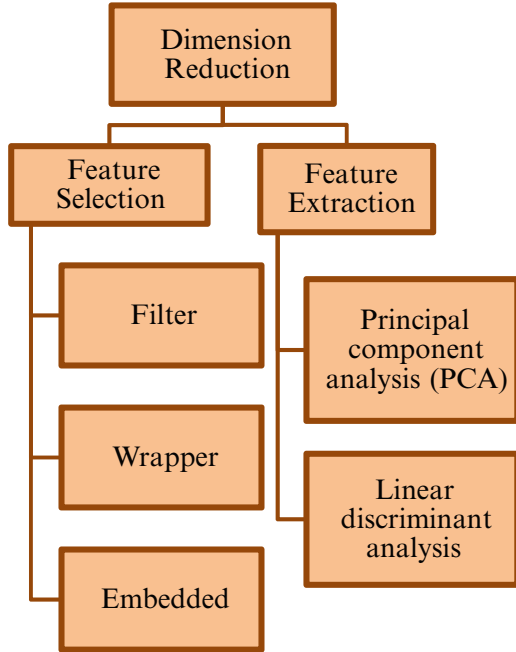 Dimension
Reduction
Feature
Selection
Feature
Extraction
Filter
Wrapper
Embedded
Principal
component
analysis (PCA)
Linear
discriminant
analysis